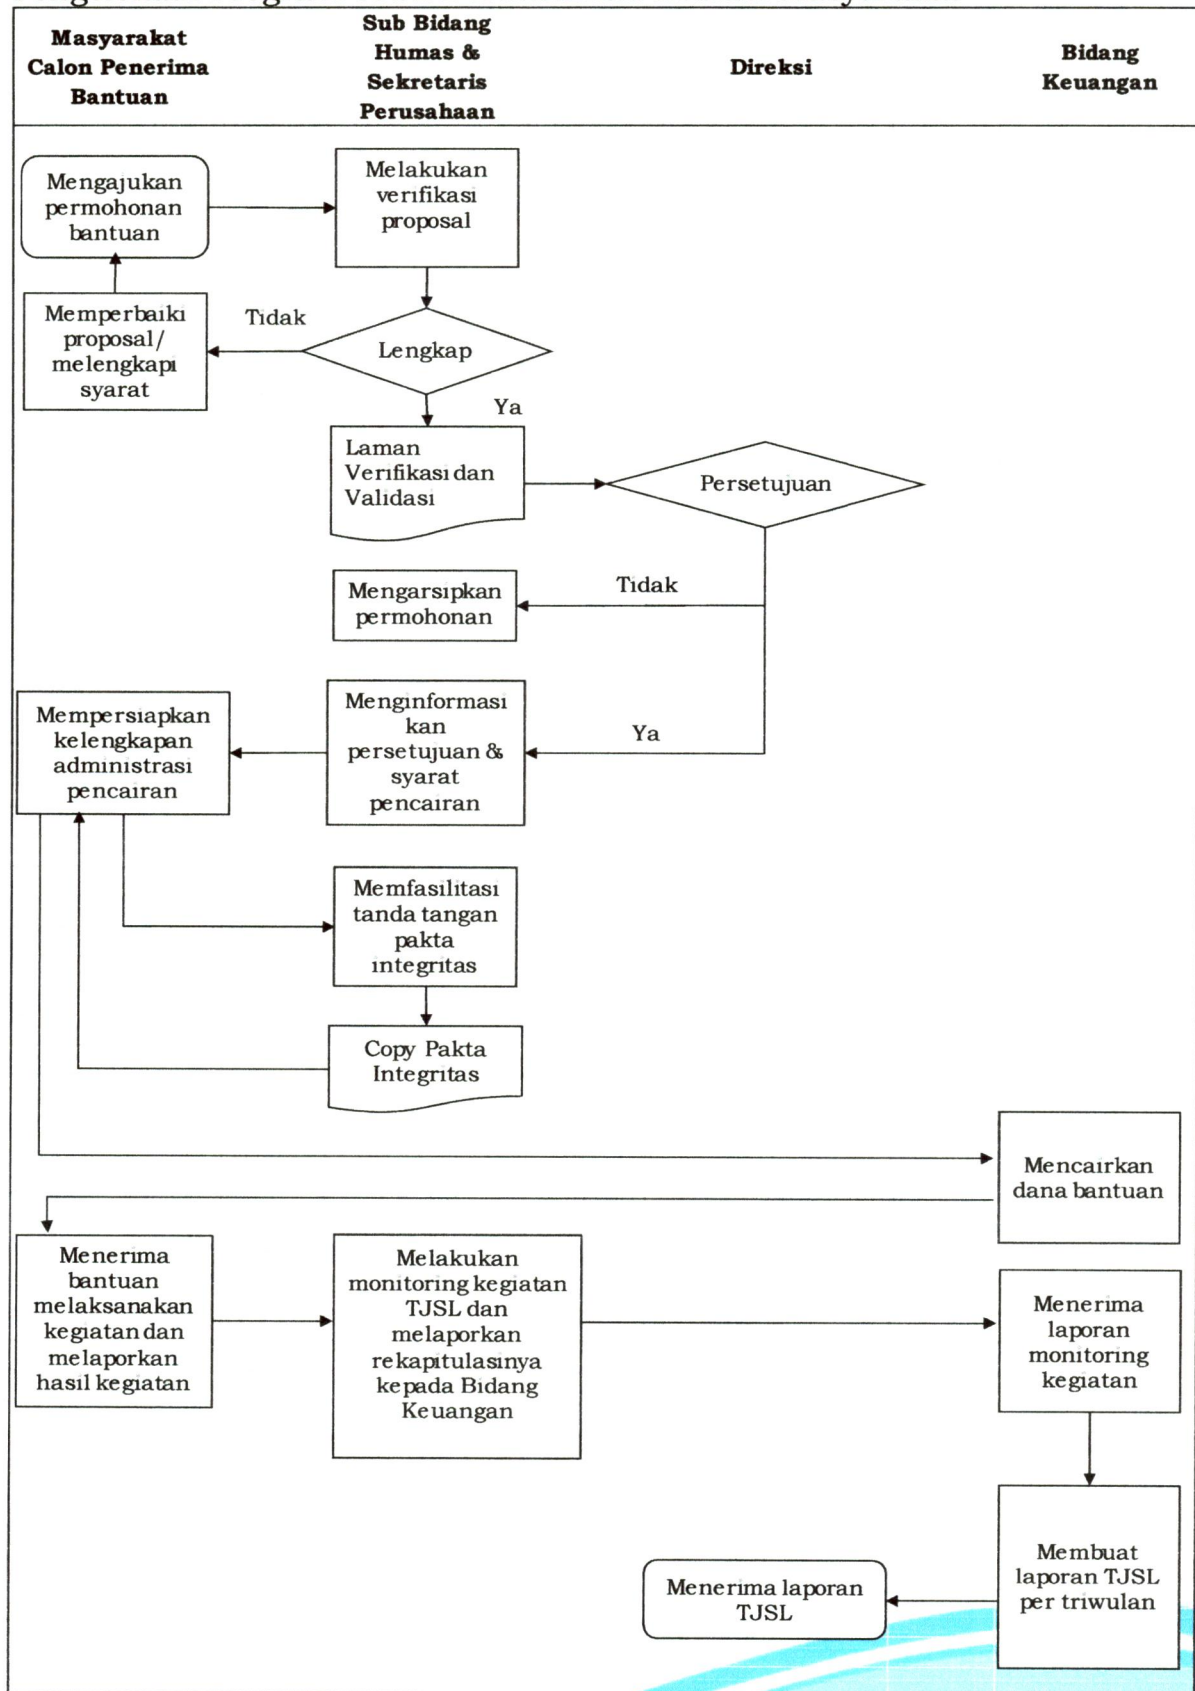 Masyarakat
Calon Penerima
Bantuan
Sub Bidang
Humas &
Sekretaris
Perusahaan
Direksi
Bidang
Keuangan
Mengajukan
permohonan
bantuan
Melakukan
verifikasi
proposal
Memperbaiki
proposal/
melengkapi
syarat
Tidak
Lengkap
Ya
Laman
Verifikasi dan
Validasi
Persetujuan
Mengarsipkan
permohonan
Tidak
Mempersiapkan
kelengkapan
administrasi
pencairan
Menginformasi
kan
persetujuan &
syarat
pencairan
Ya
Memfasilitasi
tanda tangan
pakta
integritas
Copy Pakta
Integritas
Mencairkan
dana bantuan
Menerima
bantuan
melaksanakan
kegiatan dan
melaporkan
hasil kegiatan
Melakukan
monitoring kegiatan
TJSL dan
melaporkan
rekapitulasinya
kepada Bidang
Keuangan
Menerima
laporan
monitoring
kegiatan
Membuat
laporan TJSL
per triwulan
Menerima laporan
TJSL